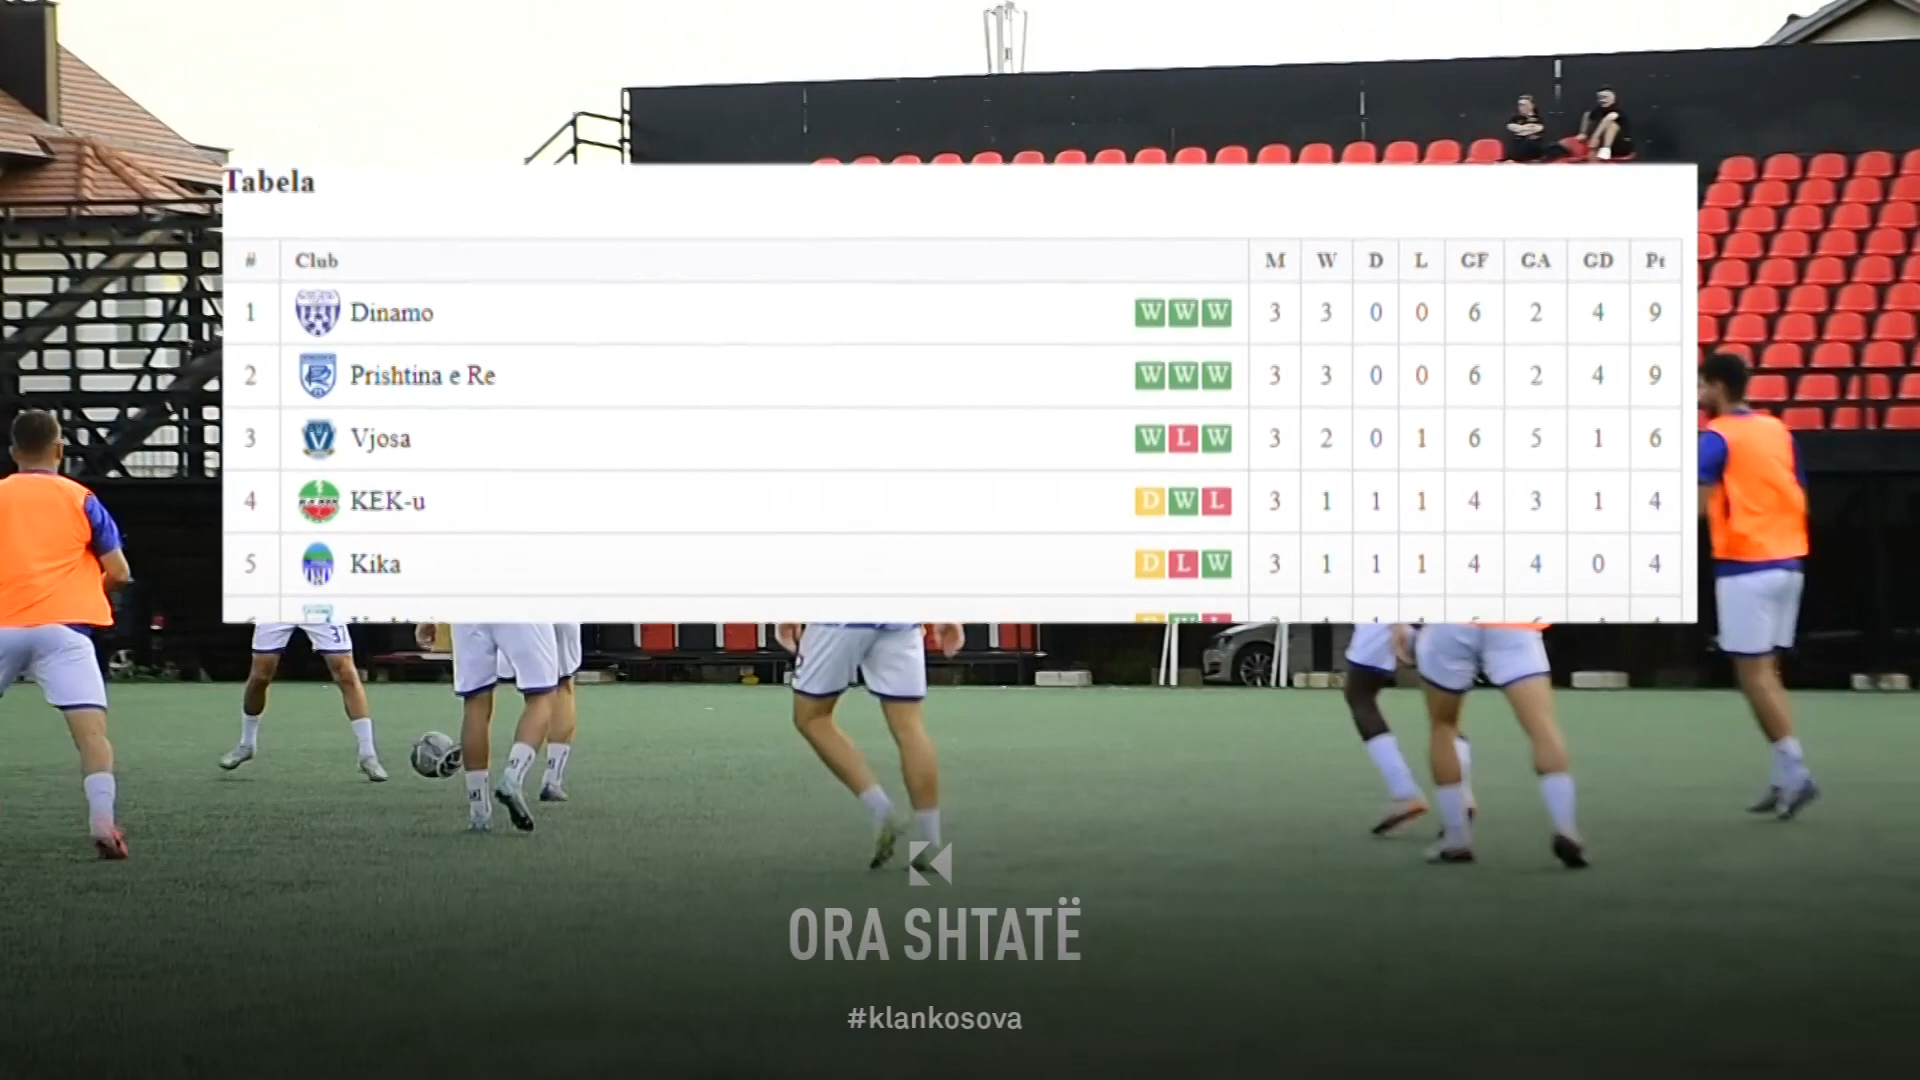 Tabela
# Club M W D L GF GA GD Pt
1 Dinamo W W W 3 3 0 0 6 2 4 9
2 Prishtina e Re W W W 3 3 0 0 6 2 4 9
3 Vjosa W L W 3 2 0 1 6 5 1 6
4 KEK-u D W L 3 1 1 1 4 3 1 4
5 Kika D L W 3 1 1 1 4 4 0 4
ORA SHTATË
#klankosova